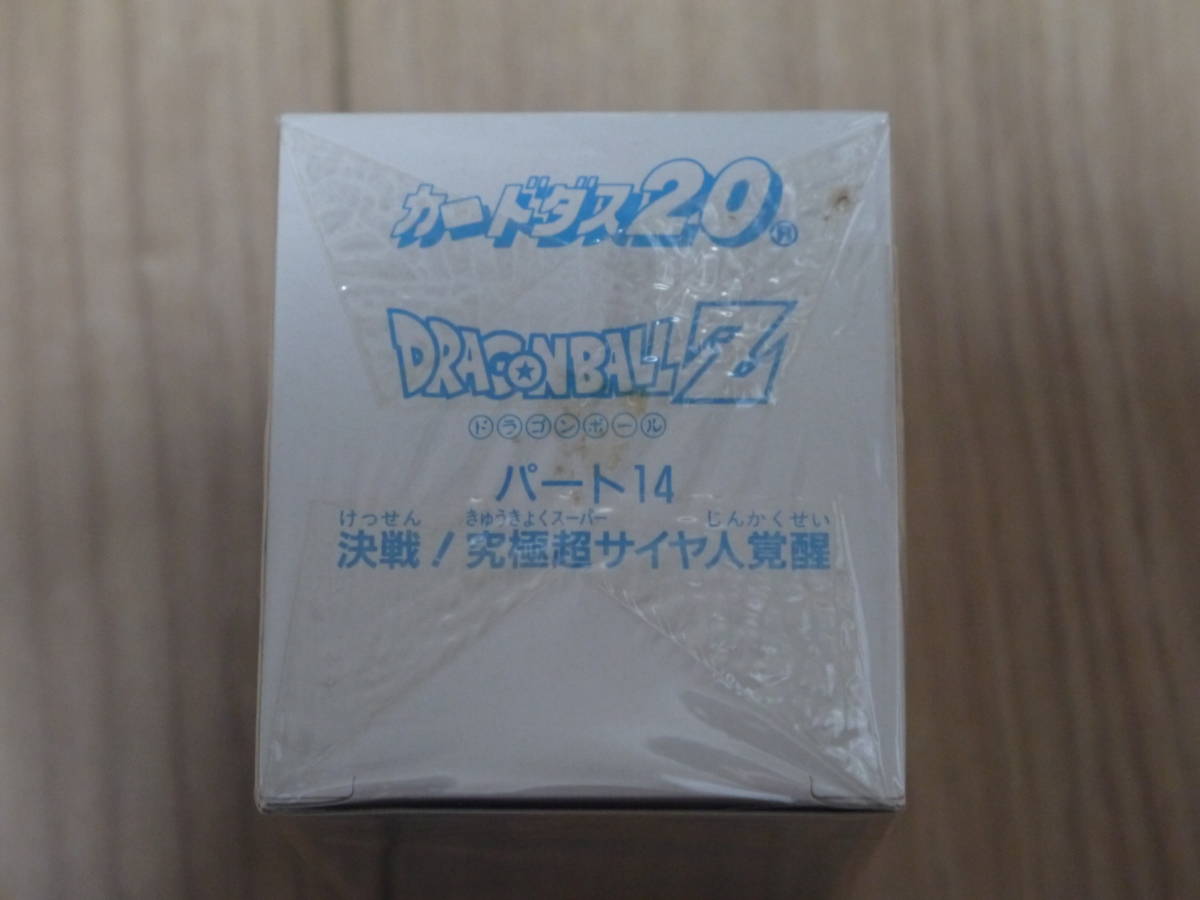 カードダス20Ⓗ
DRAGONBALL Z
ドラゴンボール
パート14
けっせん きゅうきょくスーパー じんかくせい
決戦！究極超サイヤ人覚醒